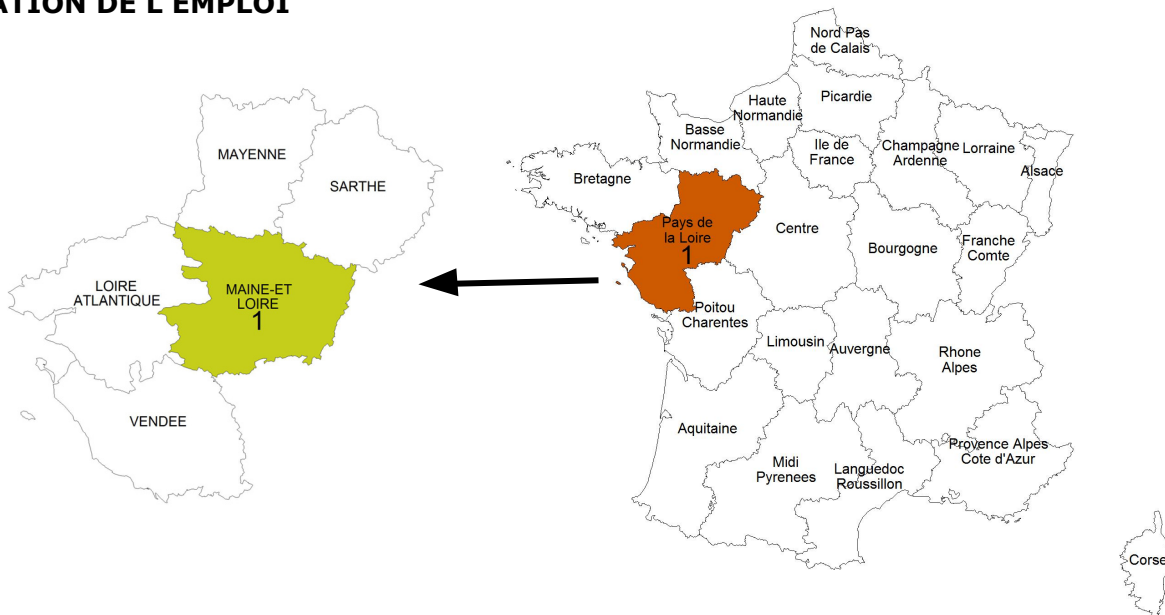 ATION DE L'EMPLOI
MAYENNE
SARTHE
LOIRE
ATLANTIQUE
MAINE-ET
LOIRE
1
VENDEE
Nord Pas
de Calais
Picardie
Haute
Normandie
Basse
Normandie
Ile de
France
Champagne
Ardenne
Lorraine
Alsace
Bretagne
Pays de
la Loire
1
Centre
Bourgogne
Franche
Comte
Poitou
Charentes
Limousin
Auvergne
Rhone
Alpes
Aquitaine
Midi
Pyrenees
Languedoc
Roussillon
Provence Alpes
Cote d'Azur
Corse